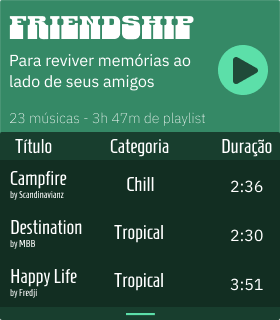 FRIENDSHIP
Para reviver memórias ao
lado de seus amigos
23 músicas - 3h 47m de playlist
Título Categoria Duração
Campfire Chill 2:36
by Scandinavianz
Destination Tropical 2:30
by MBB
Happy Life Tropical 3:51
by Fredji